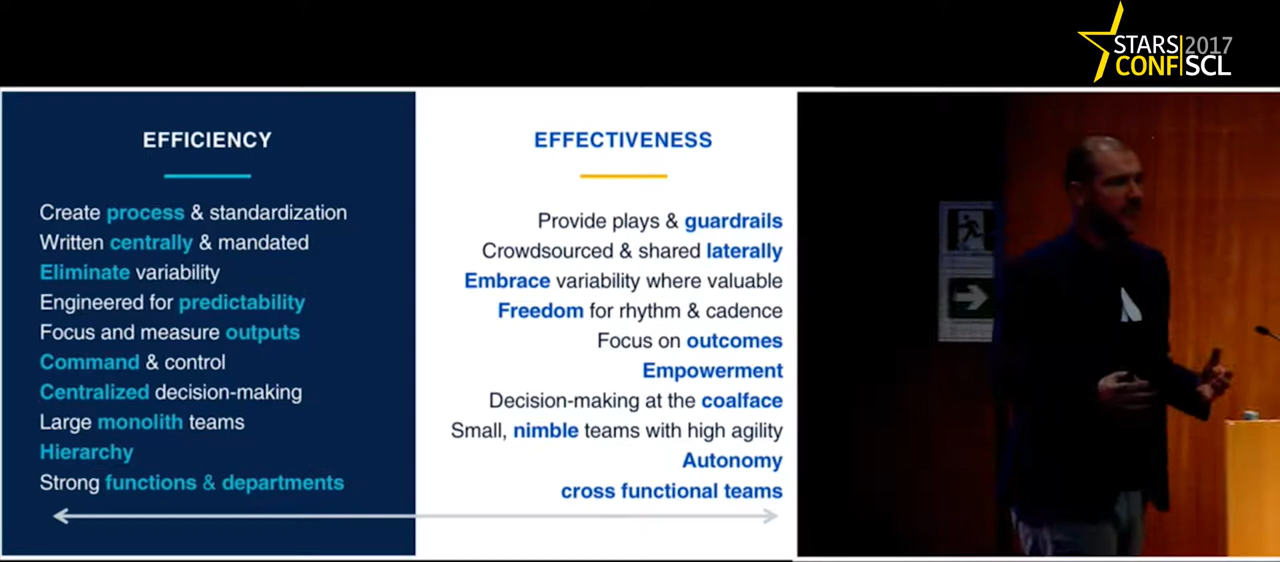 STARS 2017
CONF SCL
EFFICIENCY
Create process & standardization
Written centrally & mandated
Eliminate variability
Engineered for predictability
Focus and measure outputs
Command & control
Centralized decision-making
Large monolith teams
Hierarchy
Strong functions & departments
EFFECTIVENESS
Provide plays & guardrails
Crowdsourced & shared laterally
Embrace variability where valuable
Freedom for rhythm & cadence
Focus on outcomes
Empowerment
Decision-making at the coalface
Small, nimble teams with high agility
Autonomy
cross functional teams